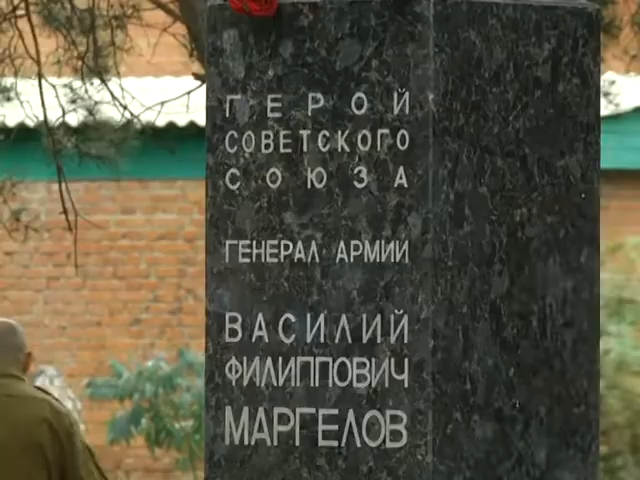 ГЕРОЙ
СОВЕТСКОГО
СОЮЗА
ГЕНЕРАЛ АРМИИ
ВАСИЛИЙ
ФИЛИППОВИЧ
МАРГЕЛОВ